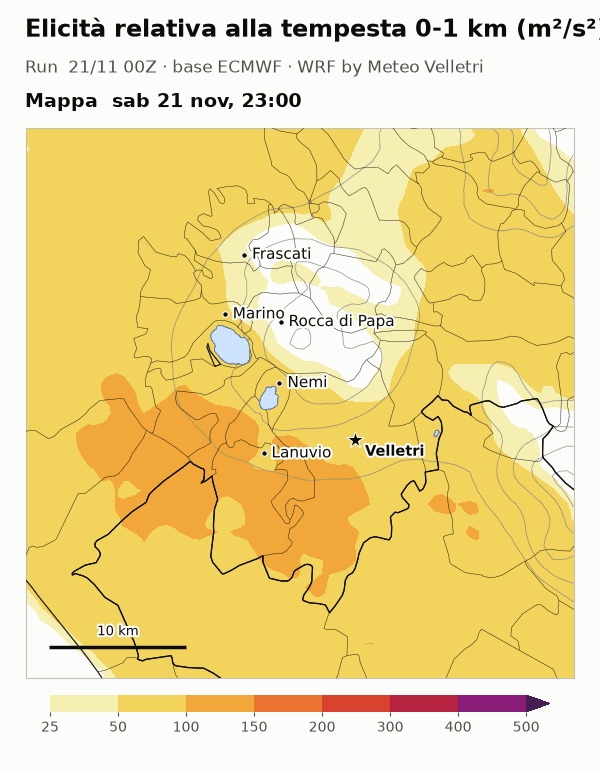 Elicità relativa alla tempesta 0-1 km (m²/s²)
Run  21/11 00Z · base ECMWF · WRF by Meteo Velletri
Mappa  sab 21 nov, 23:00
Frascati
Marino
Rocca di Papa
Nemi
Velletri
Lanuvio
10 km
25 50 100 150 200 300 400 500